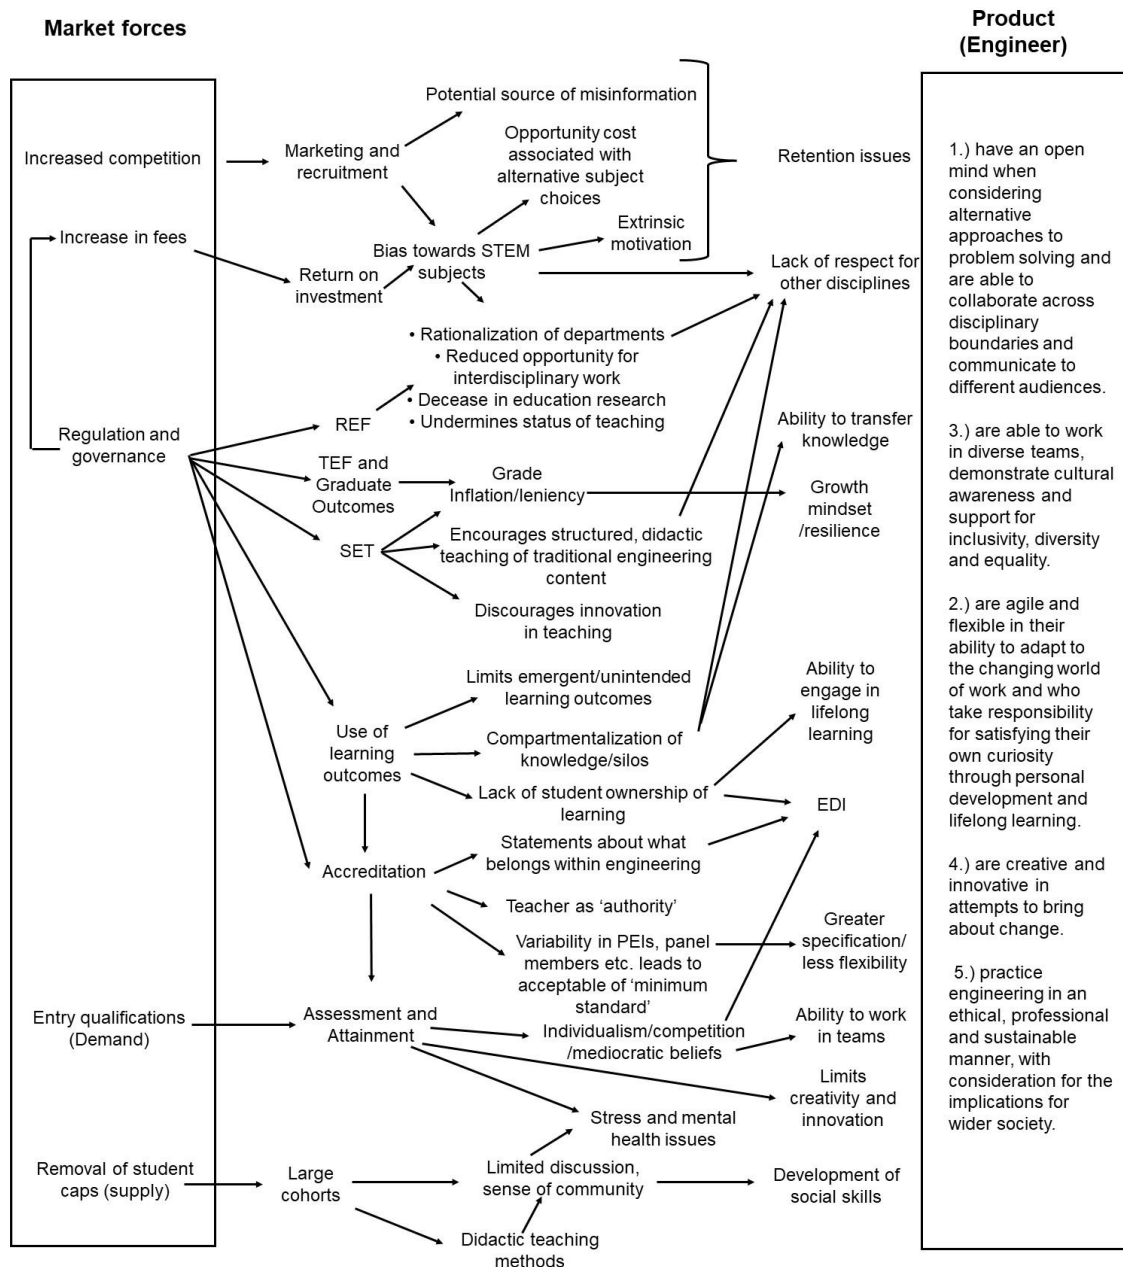 Market forces
Product
(Engineer)
Increased competition
Increase in fees
Regulation and
governance
Entry qualifications
(Demand)
Removal of student
caps (supply)
Marketing and
recruitment
Return on
investment
REF
TEF and
Graduate
Outcomes
SET
Use of
learning
outcomes
Accreditation
Assessment and
Attainment
Large
cohorts
Potential source of misinformation
Opportunity cost
associated with
alternative subject
choices
Extrinsic
motivation
Bias towards STEM
subjects
• Rationalization of departments
• Reduced opportunity for
interdisciplinary work
• Decease in education research
• Undermines status of teaching
Grade
Inflation/leniency
Encourages structured, didactic
teaching of traditional engineering
content
Discourages innovation
in teaching
Limits emergent/unintended
learning outcomes
Compartmentalization of
knowledge/silos
Lack of student ownership of
learning
Statements about what
belongs within engineering
Teacher as ‘authority’
Variability in PEIs, panel
members etc. leads to
acceptable of ‘minimum
standard’
Individualism/competition
/mediocratic beliefs
Stress and mental
health issues
Limited discussion,
sense of community
Didactic teaching
methods
Retention issues
Lack of respect for
other disciplines
Ability to transfer
knowledge
Growth
mindset
/resilience
Ability to
engage in
lifelong
learning
EDI
Greater
specification/
less flexibility
Ability to work
in teams
Limits
creativity and
innovation
Development of
social skills
1.) have an open
mind when
considering
alternative
approaches to
problem solving and
are able to
collaborate across
disciplinary
boundaries and
communicate to
different audiences.
3.) are able to work
in diverse teams,
demonstrate cultural
awareness and
support for
inclusivity, diversity
and equality.
2.) are agile and
flexible in their
ability to adapt to
the changing world
of work and who
take responsibility
for satisfying their
own curiosity
through personal
development and
lifelong learning.
4.) are creative and
innovative in
attempts to bring
about change.
5.) practice
engineering in an
ethical, professional
and sustainable
manner, with
consideration for the
implications for
wider society.